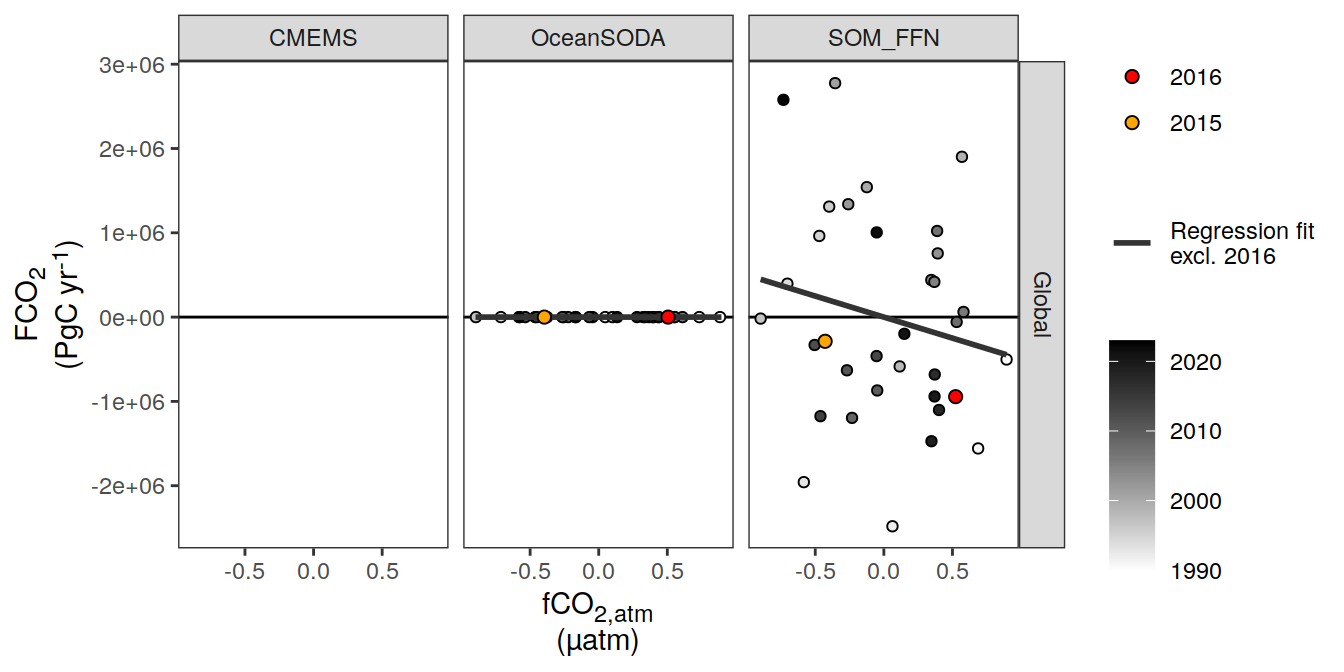 CMEMS OceanSODA SOM_FFN
3e+06
2e+06
1e+06
0e+00
-1e+06
-2e+06
FCO2
(PgC yr-1)
Global
-0.5 0.0 0.5 -0.5 0.0 0.5 -0.5 0.0 0.5
fCO2,atm
(µatm)
2016
2015
Regression fit
excl. 2016
2020
2010
2000
1990